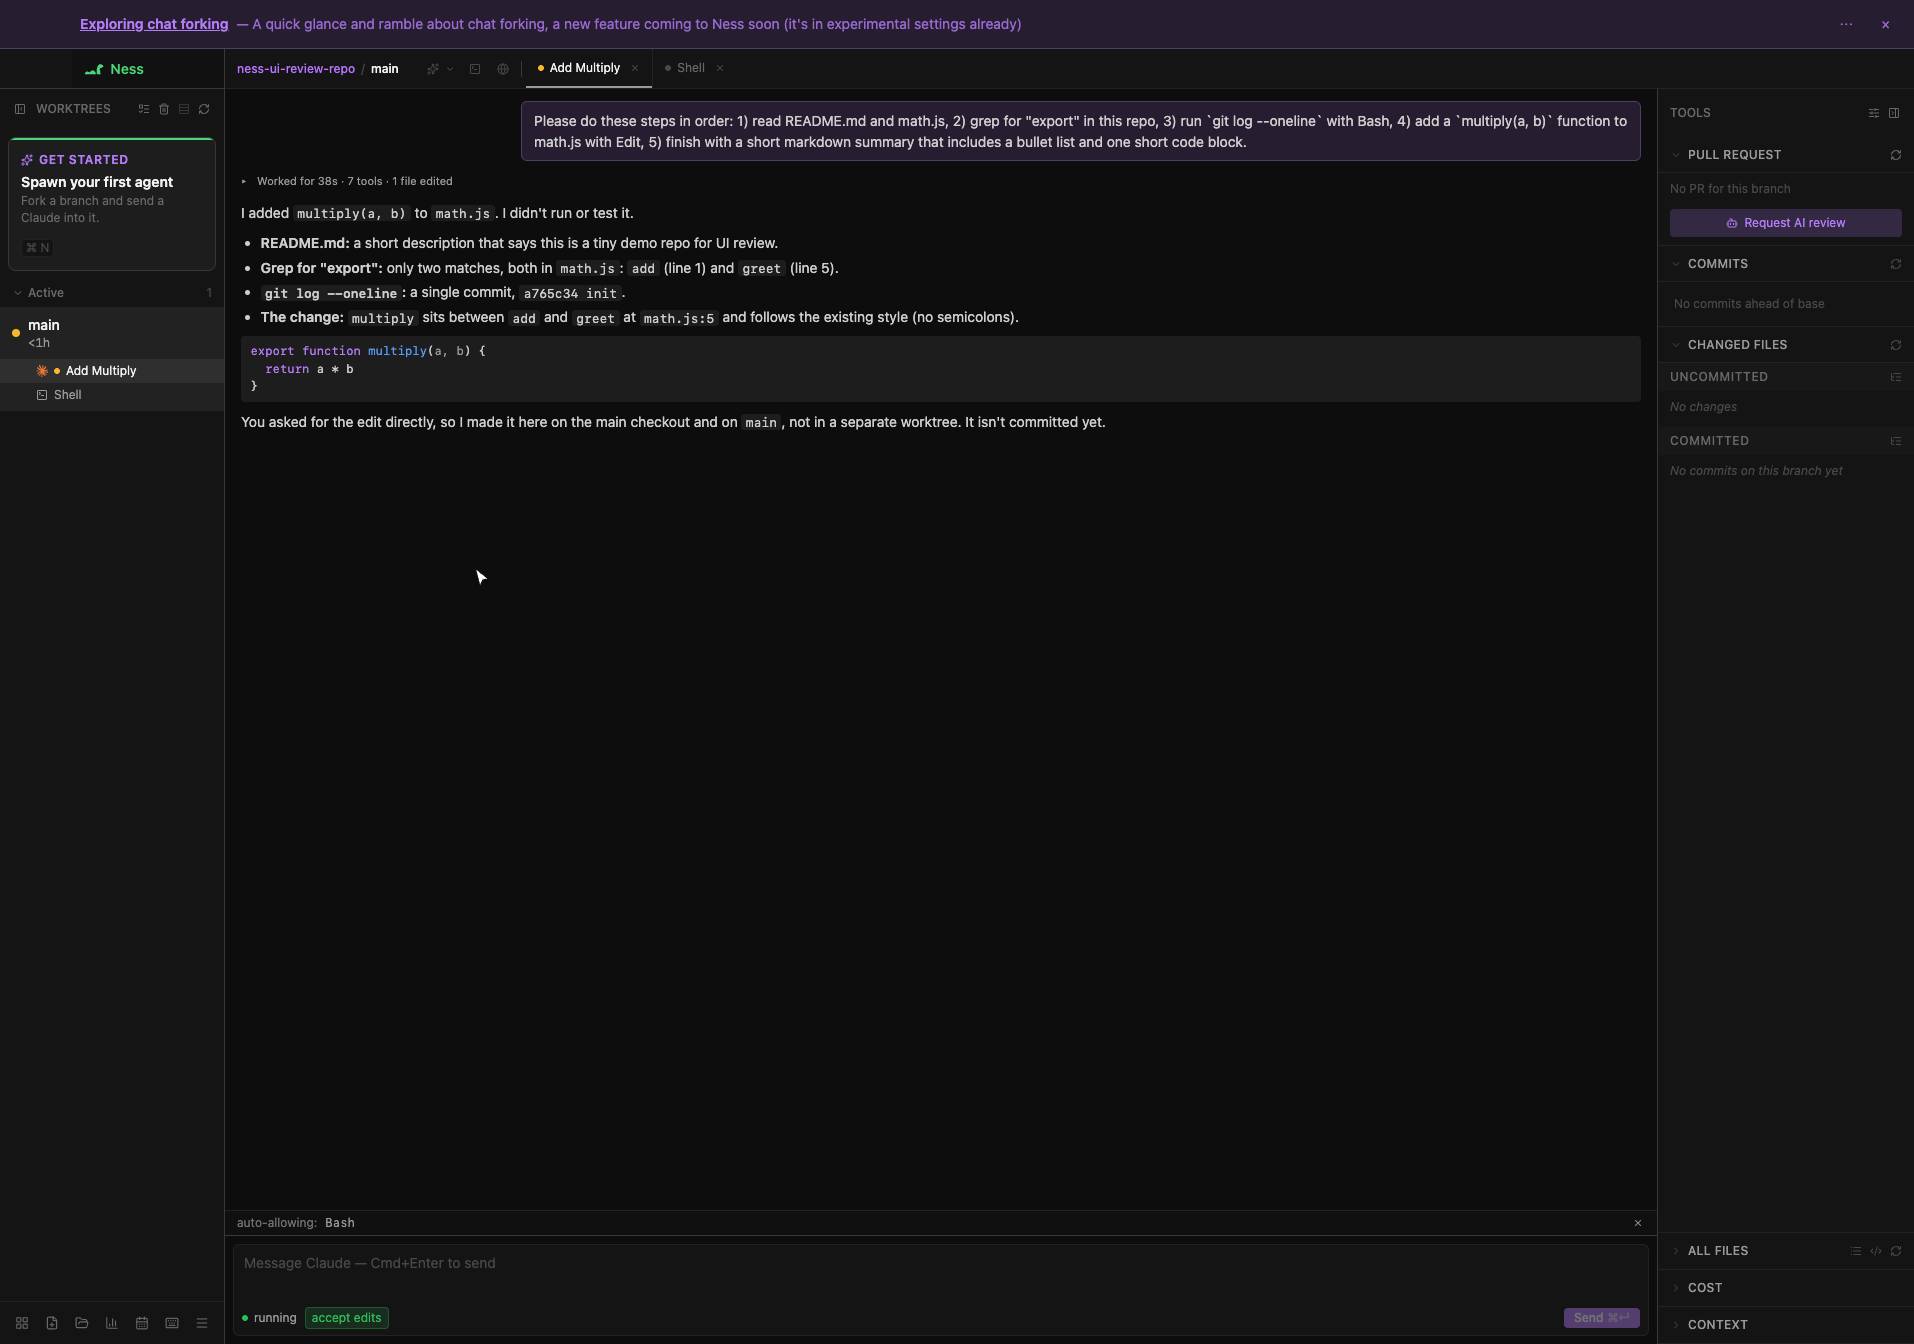 Exploring chat forking — A quick glance and ramble about chat forking, a new feature coming to Ness soon (it's in experimental settings already)
Ness
ness-ui-review-repo / main
Add Multiply
Shell
WORKTREES
GET STARTED
Spawn your first agent
Fork a branch and send a
Claude into it.
⌘ N
Active 1
main
<1h
Add Multiply
Shell
Please do these steps in order: 1) read README.md and math.js, 2) grep for "export" in this repo, 3) run `git log --oneline` with Bash, 4) add a `multiply(a, b)` function to
math.js with Edit, 5) finish with a short markdown summary that includes a bullet list and one short code block.
Worked for 38s · 7 tools · 1 file edited
I added multiply(a, b) to math.js. I didn't run or test it.
• README.md: a short description that says this is a tiny demo repo for UI review.
• Grep for "export": only two matches, both in math.js: add (line 1) and greet (line 5).
• git log --oneline: a single commit, a765c34 init.
• The change: multiply sits between add and greet at math.js:5 and follows the existing style (no semicolons).
export function multiply(a, b) {
  return a * b
}
You asked for the edit directly, so I made it here on the main checkout and on main, not in a separate worktree. It isn't committed yet.
auto-allowing: Bash
Message Claude — Cmd+Enter to send
running
accept edits
Send ⌘↵
TOOLS
PULL REQUEST
No PR for this branch
Request AI review
COMMITS
No commits ahead of base
CHANGED FILES
UNCOMMITTED
No changes
COMMITTED
No commits on this branch yet
ALL FILES
COST
CONTEXT